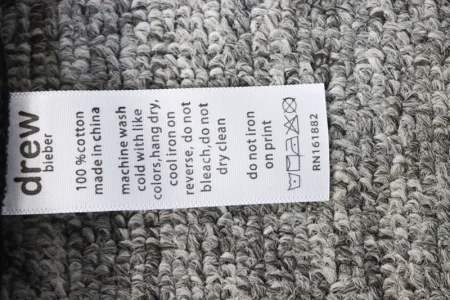 drew
bieber
100 % cotton
made in china
machine wash
cold with like
colors,hang dry,
cool iron on
reverse, do not
bleach,do not
dry clean
do not iron
on print
RN161882